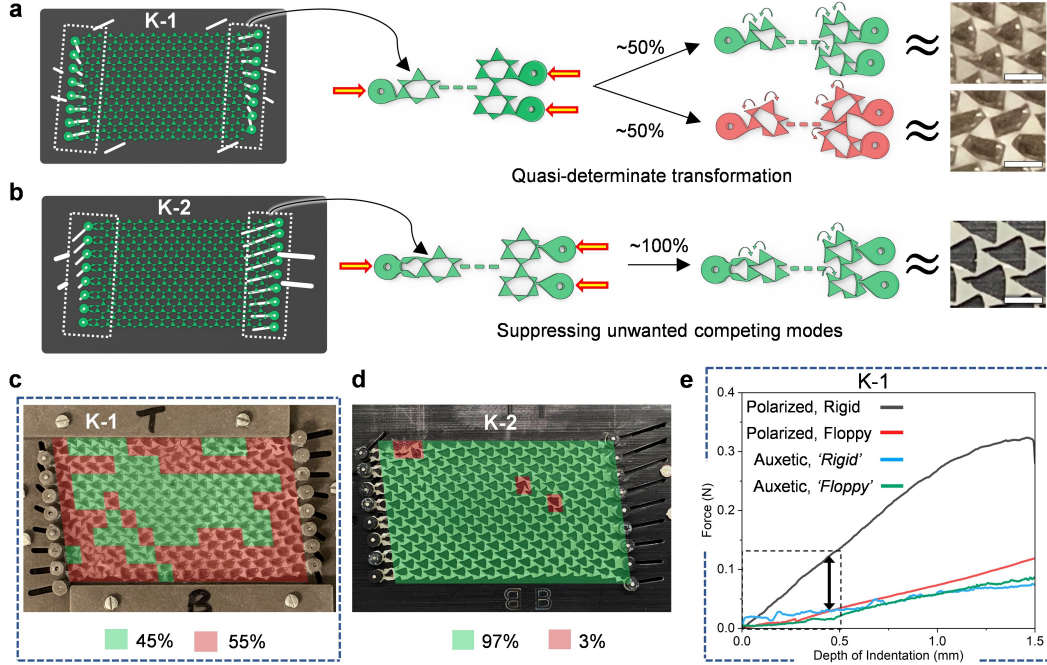 a
K-1
~50%
~50%
≈
≈
Quasi-determinate transformation
b
K-2
~100%
≈
Suppressing unwanted competing modes
c
K-1
T
B
45%
55%
d
K-2
B B
97%
3%
e
K-1
0.4
0.3
0.2
0.1
0.0
Force (N)
Polarized, Rigid
Polarized, Floppy
Auxetic, ‘Rigid’
Auxetic, ‘Floppy’
0.0
0.5
1.0
1.5
Depth of Indentation (mm)